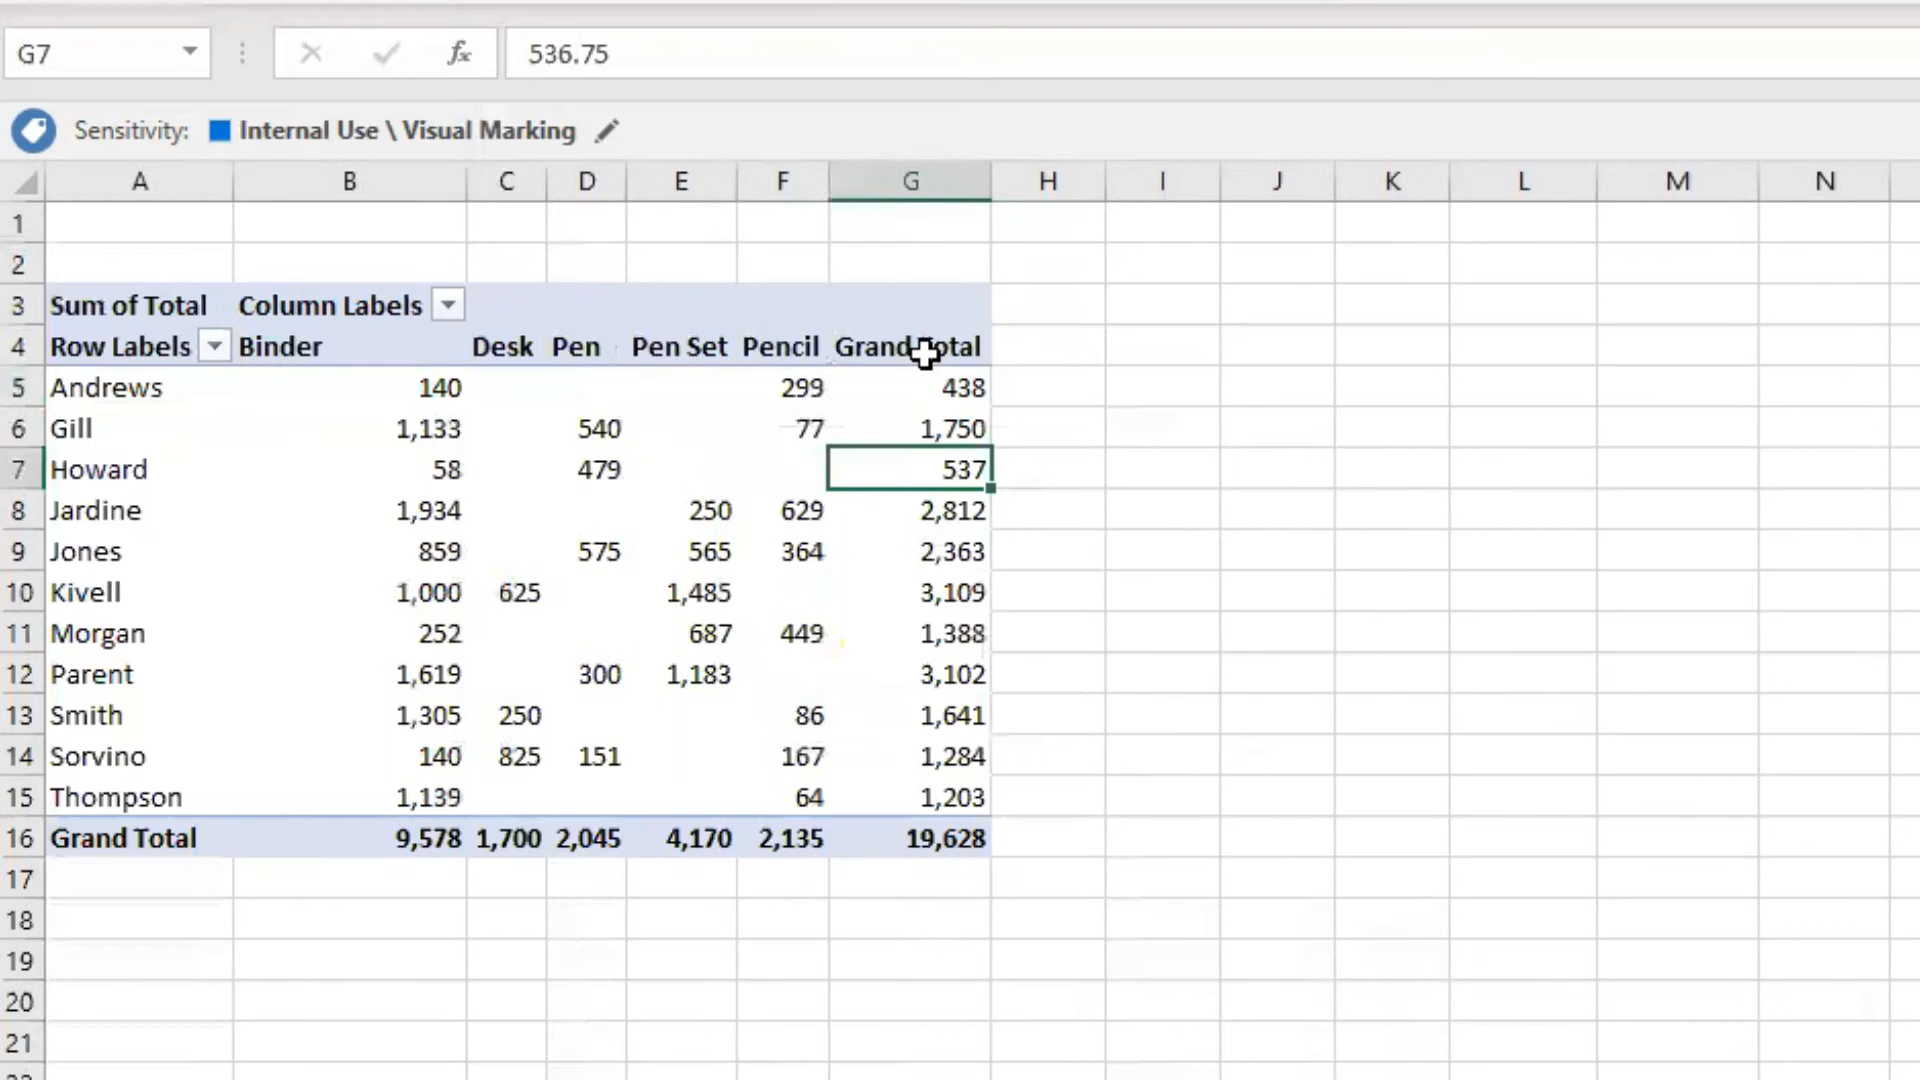 G7 fx 536.75
Sensitivity: Internal Use \ Visual Marking
A B C D E F G H I J K L M N
1
2
3 Sum of Total Column Labels
4 Row Labels Binder Desk Pen Pen Set Pencil Grand Total
5 Andrews 140 299 438
6 Gill 1,133 540 77 1,750
7 Howard 58 479 537
8 Jardine 1,934 250 629 2,812
9 Jones 859 575 565 364 2,363
10 Kivell 1,000 625 1,485 3,109
11 Morgan 252 687 449 1,388
12 Parent 1,619 300 1,183 3,102
13 Smith 1,305 250 86 1,641
14 Sorvino 140 825 151 167 1,284
15 Thompson 1,139 64 1,203
16 Grand Total 9,578 1,700 2,045 4,170 2,135 19,628
17
18
19
20
21